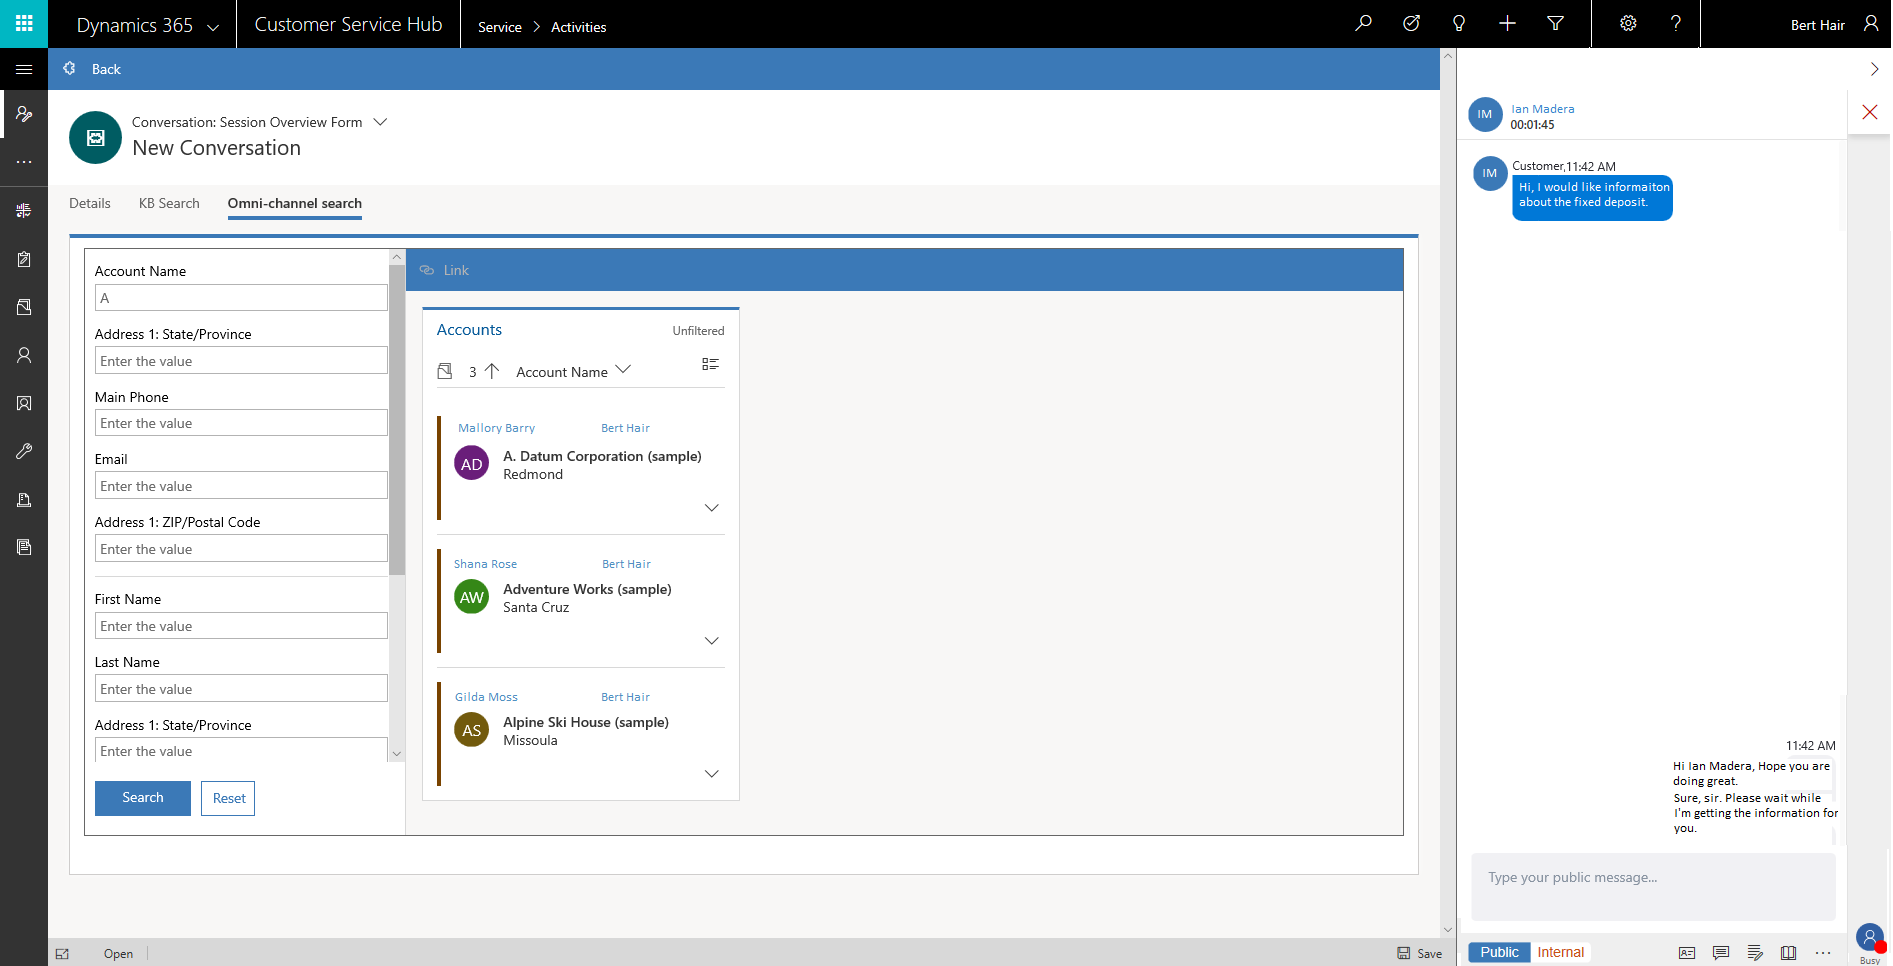 Dynamics 365
Customer Service Hub
Service > Activities
Bert Hair
Back
Conversation: Session Overview Form
New Conversation
Details
KB Search
Omni-channel search
Account Name
A
Address 1: State/Province
Enter the value
Main Phone
Enter the value
Email
Enter the value
Address 1: ZIP/Postal Code
Enter the value
First Name
Enter the value
Last Name
Enter the value
Address 1: State/Province
Enter the value
Search
Reset
Link
Accounts
Unfiltered
3
Account Name
Mallory Barry
Bert Hair
AD
A. Datum Corporation (sample)
Redmond
Shana Rose
Bert Hair
AW
Adventure Works (sample)
Santa Cruz
Gilda Moss
Bert Hair
AS
Alpine Ski House (sample)
Missoula
Open
Save
IM
Ian Madera
00:01:45
IM
Customer,11:42 AM
Hi, I would like informaiton
about the fixed deposit.
11:42 AM
Hi Ian Madera, Hope you are
doing great.
Sure, sir. Please wait while
I'm getting the information for
you.
Type your public message...
Public
Internal
Busy